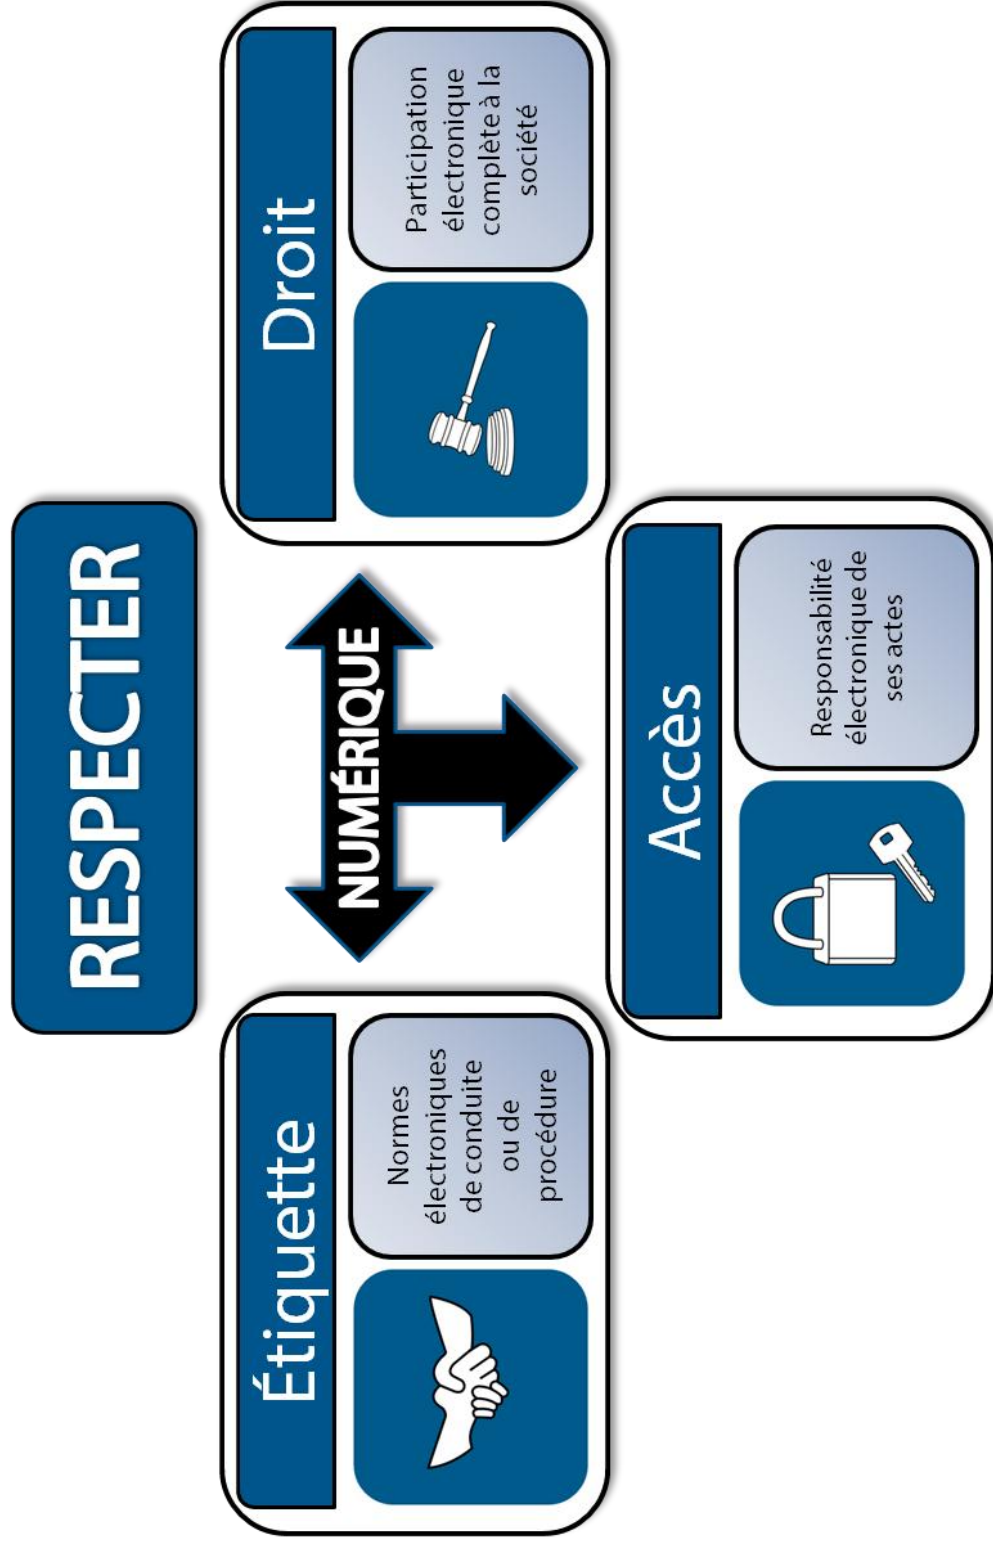 RESPECTER
NUMÉRIQUE
Étiquette
Normes
électroniques
de conduite
ou de
procédure
Droit
Participation
électronique
complète à la
société
Accès
Responsabilité
électronique de
ses actes